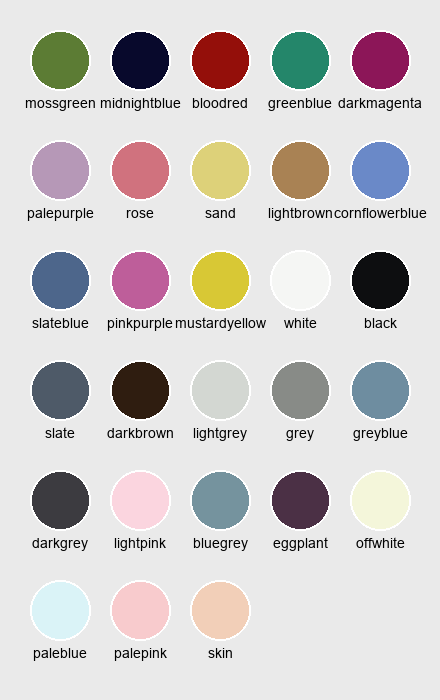 mossgreen midnightblue bloodred greenblue darkmagenta
palepurple rose sand lightbrown cornflowerblue
slateblue pinkpurple mustardyellow white black
slate darkbrown lightgrey grey greyblue
darkgrey lightpink bluegrey eggplant offwhite
paleblue palepink skin